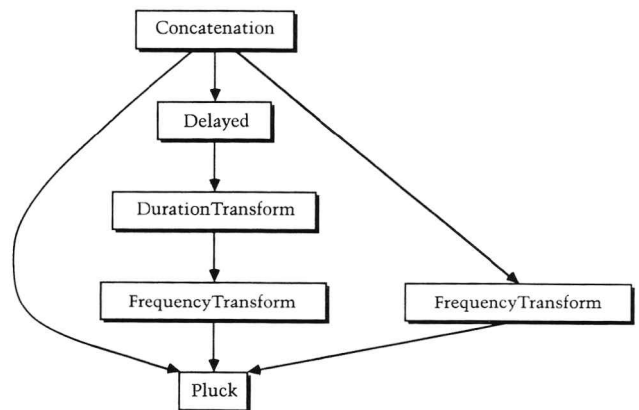 Concatenation
Delayed
DurationTransform
FrequencyTransform
FrequencyTransform
Pluck